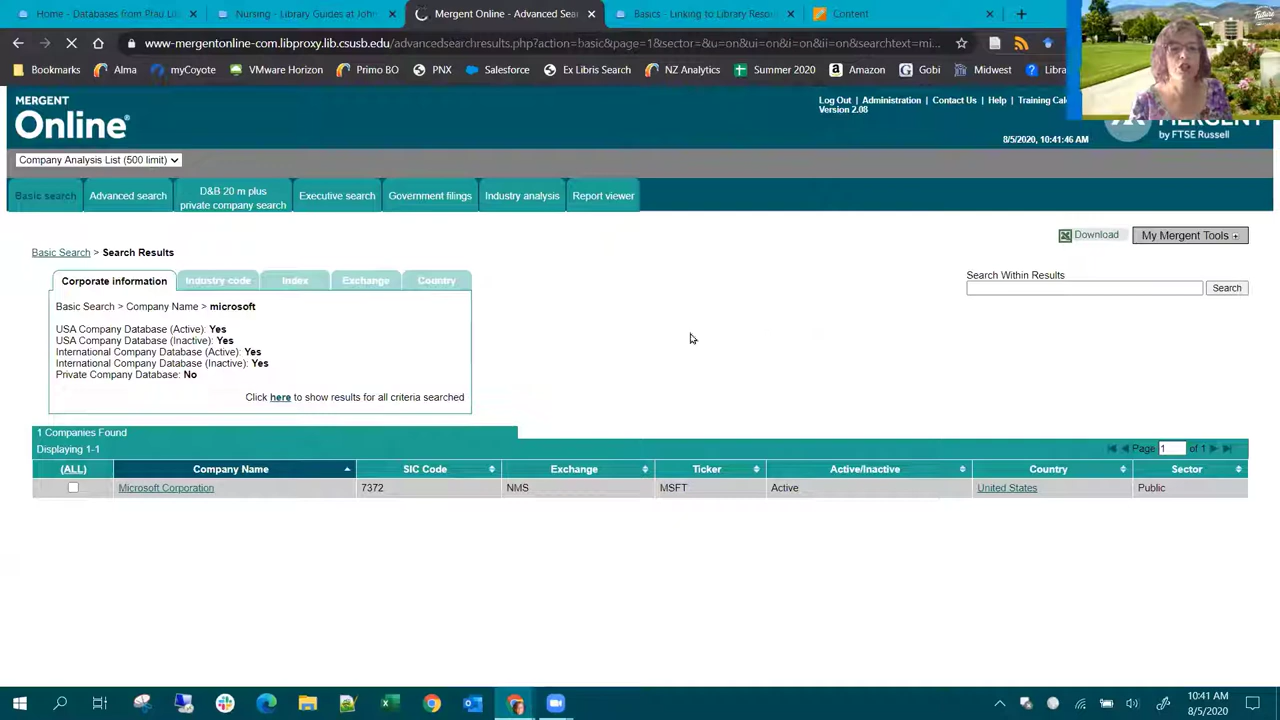 Home - Databases from Pfau Lib
Nursing - Library Guides at John
Mergent Online - Advanced Sear
Basics - Linking to Library Resou
Content
www-mergentonline-com.libproxy.lib.csusb.edu/advancedsearchresults.php?action=basic&page=1&sector=&u=on&ui=on&i=on&ii=on&searchtext=mi...
Bookmarks
Alma
myCoyote
VMware Horizon
Primo BO
PNX
Salesforce
Ex Libris Search
NZ Analytics
Summer 2020
Amazon
Gobi
Midwest
Libra
Future
MERGENT
Online®
Log Out | Administration | Contact Us | Help | Training Cale
Version 2.08
MERGENT
by FTSE Russell
8/5/2020, 10:41:46 AM
Company Analysis List (500 limit)
Basic search
Advanced search
D&B 20 m plus
private company search
Executive search
Government filings
Industry analysis
Report viewer
Download
My Mergent Tools
Basic Search > Search Results
Search Within Results
Search
Corporate information
Industry code
Index
Exchange
Country
Basic Search > Company Name > microsoft
USA Company Database (Active): Yes
USA Company Database (Inactive): Yes
International Company Database (Active): Yes
International Company Database (Inactive): Yes
Private Company Database: No
Click here to show results for all criteria searched
1 Companies Found
Displaying 1-1
Page 1 of 1
(ALL)
Company Name
SIC Code
Exchange
Ticker
Active/Inactive
Country
Sector
Microsoft Corporation
7372
NMS
MSFT
Active
United States
Public
10:41 AM
8/5/2020